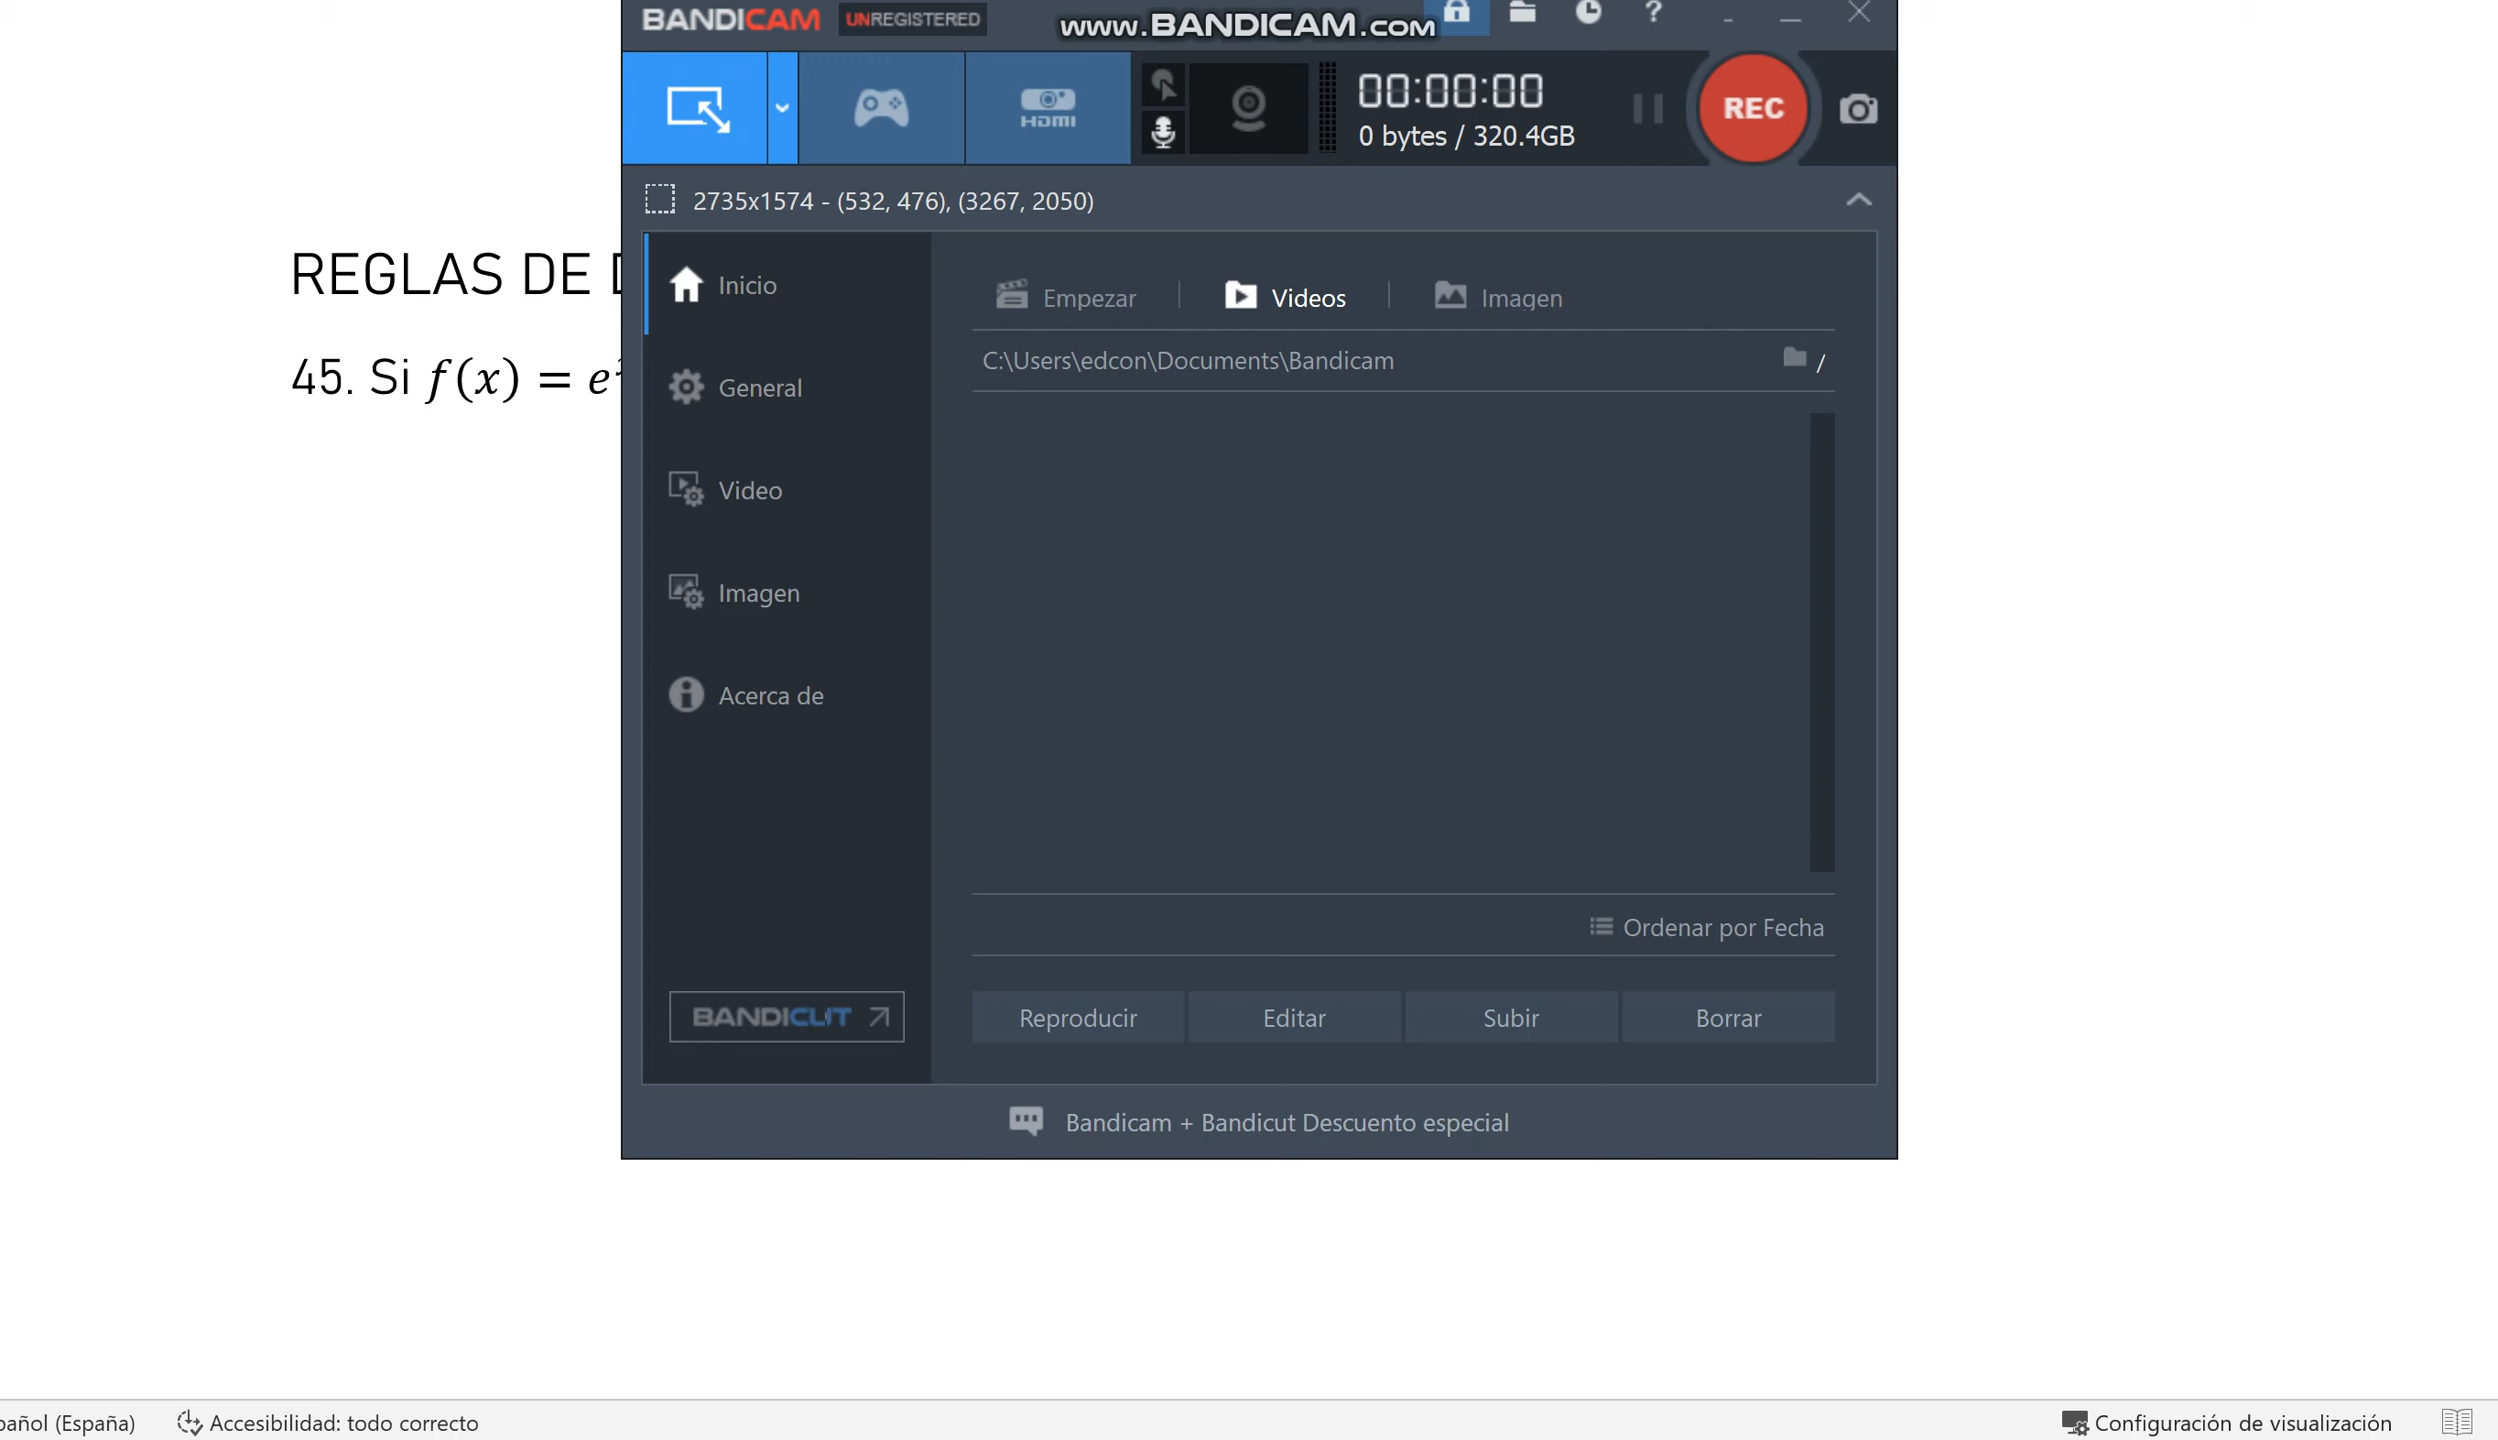 BANDICAM UNREGISTERED www.BANDICAM.com ?
HDMI 00:00:00 REC
0 bytes / 320.4GB
2735x1574 - (532, 476), (3267, 2050)
REGLAS DE
45. Si f(x) = e
Inicio
General
Video
Imagen
Acerca de
BANDICUT
Empezar Videos Imagen
C:\Users\edcon\Documents\Bandicam /
Ordenar por Fecha
Reproducir Editar Subir Borrar
Bandicam + Bandicut Descuento especial
pañol (España) Accesibilidad: todo correcto Configuración de visualización